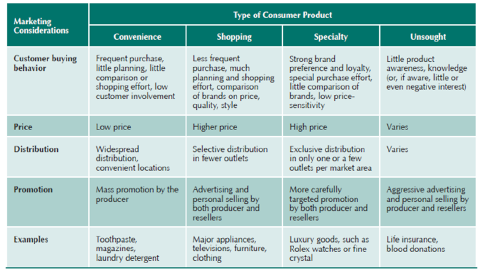 Marketing
Considerations
Type of Consumer Product
Convenience
Shopping
Specialty
Unsought
Customer buying
behavior
Frequent purchase,
little planning, little
comparison or
shopping effort, low
customer involvement
Less frequent
purchase, much
planning and shopping
effort, comparison
of brands on price,
quality, style
Strong brand
preference and loyalty,
special purchase effort,
little comparison of
brands, low price-
sensitivity
Little product
awareness, knowledge
(or, if aware, little or
even negative interest)
Price
Low price
Higher price
High price
Varies
Distribution
Widespread
distribution,
convenient locations
Selective distribution
in fewer outlets
Exclusive distribution
in only one or a few
outlets per market area
Varies
Promotion
Mass promotion by the
producer
Advertising and
personal selling by
both producer and
resellers
More carefully
targeted promotion
by both producer and
resellers
Aggressive advertising
and personal selling by
producer and resellers
Examples
Toothpaste,
magazines,
laundry detergent
Major appliances,
televisions, furniture,
clothing
Luxury goods, such as
Rolex watches or fine
crystal
Life insurance,
blood donations